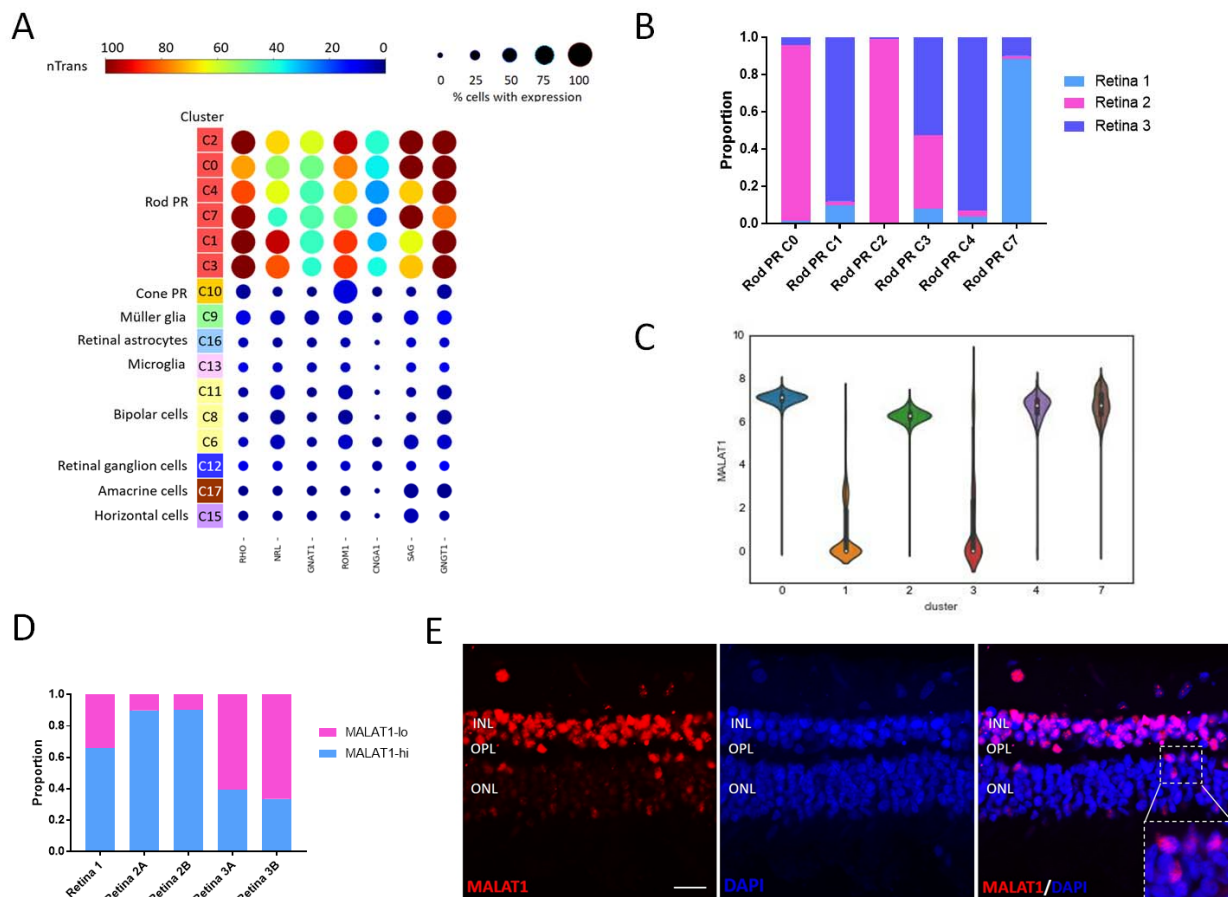 A
100 80 60 40 20 0
nTrans
0 25 50 75 100
% cells with expression
Cluster
C2
C0
C4
Rod PR
C7
C1
C3
Cone PR C10
Müller glia C9
Retinal astrocytes C16
Microglia C13
C11
Bipolar cells C8
C6
Retinal ganglion cells C12
Amacrine cells C17
Horizontal cells C15
RHO - NRL - GNAT1 - ROM1 - CNGA1 - SAG - GNGT1 -
B
Proportion
1.0
0.8
0.6
0.4
0.2
0.0
Rod PR C0 Rod PR C1 Rod PR C2 Rod PR C3 Rod PR C4 Rod PR C7
Retina 1
Retina 2
Retina 3
C
MALAT1
10
8
6
4
2
0
0 1 2 3 4 7
cluster
D
Proportion
1.0
0.8
0.6
0.4
0.2
0.0
Retina 1 Retina 2A Retina 2B Retina 3A Retina 3B
MALAT1-lo
MALAT1-hi
E
INL
OPL
ONL
MALAT1
INL
OPL
ONL
DAPI
INL
OPL
ONL
MALAT1/DAPI